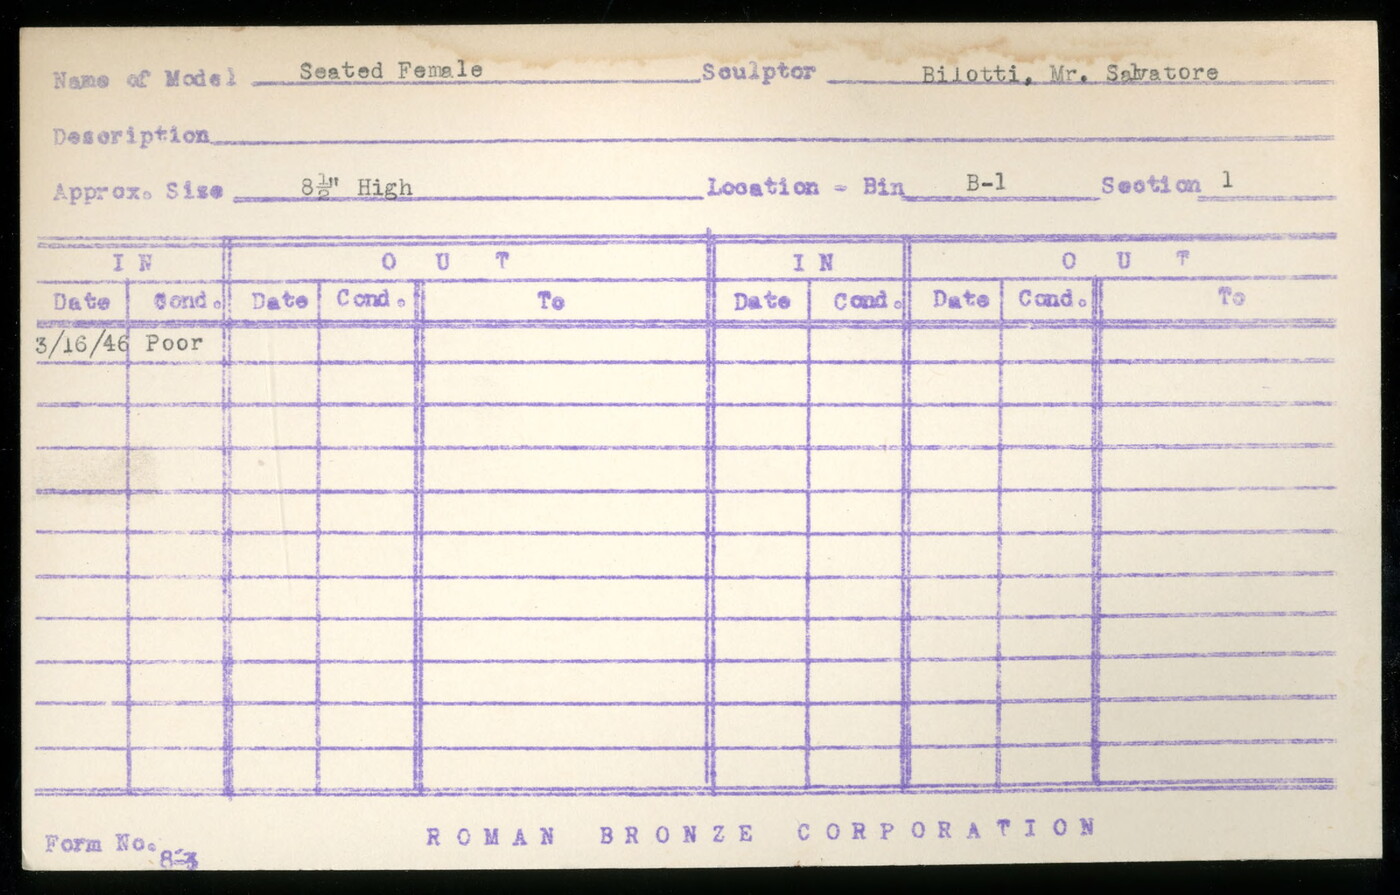 Name of Model Seated Female Sculptor Bilotti, Mr. Salvatore
Description
Approx. Size 8½" High Location - Bin B-1 Section 1
IN OUT IN OUT
Date Cond. Date Cond. To Date Cond. Date Cond. To
3/16/46 Poor
Form No. 8-3 ROMAN BRONZE CORPORATION